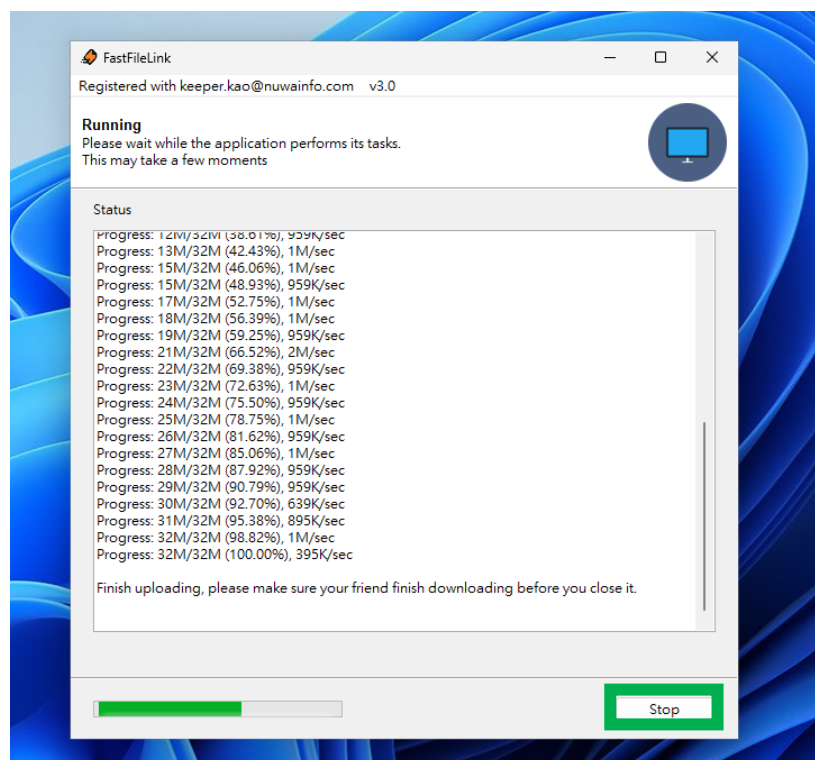 FastFileLink
Registered with keeper.kao@nuwainfo.com v3.0
Running
Please wait while the application performs its tasks.
This may take a few moments
Status
Progress: 12M/32M (38.61%), 959K/sec
Progress: 13M/32M (42.43%), 1M/sec
Progress: 15M/32M (46.06%), 1M/sec
Progress: 15M/32M (48.93%), 959K/sec
Progress: 17M/32M (52.75%), 1M/sec
Progress: 18M/32M (56.39%), 1M/sec
Progress: 19M/32M (59.25%), 959K/sec
Progress: 21M/32M (66.52%), 2M/sec
Progress: 22M/32M (69.38%), 959K/sec
Progress: 23M/32M (72.63%), 1M/sec
Progress: 24M/32M (75.50%), 959K/sec
Progress: 25M/32M (78.75%), 1M/sec
Progress: 26M/32M (81.62%), 959K/sec
Progress: 27M/32M (85.06%), 1M/sec
Progress: 28M/32M (87.92%), 959K/sec
Progress: 29M/32M (90.79%), 959K/sec
Progress: 30M/32M (92.70%), 639K/sec
Progress: 31M/32M (95.38%), 895K/sec
Progress: 32M/32M (98.82%), 1M/sec
Progress: 32M/32M (100.00%), 395K/sec
Finish uploading, please make sure your friend finish downloading before you close it.
Stop